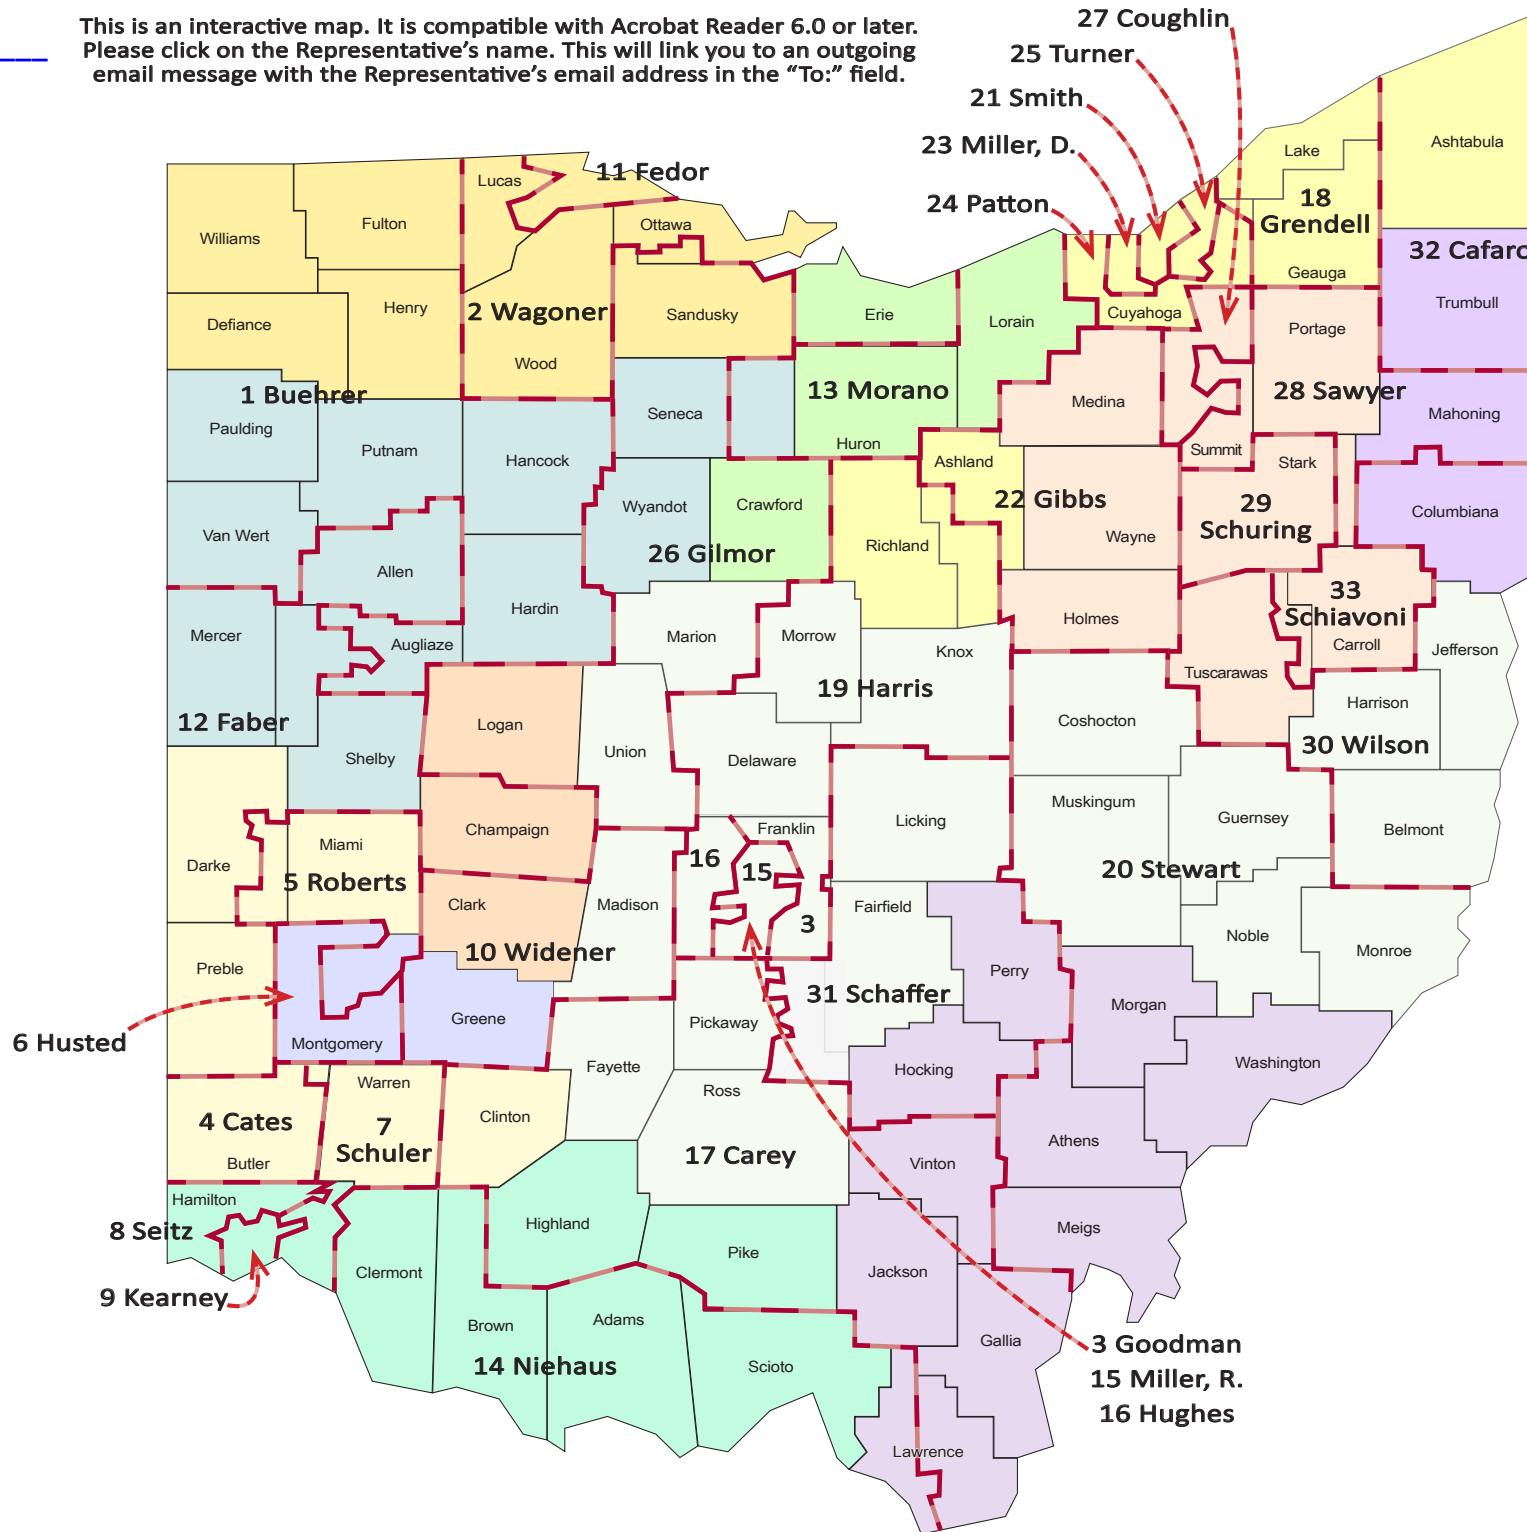 This is an interactive map. It is compatible with Acrobat Reader 6.0 or later.
Please click on the Representative’s name. This will link you to an outgoing
email message with the Representative’s email address in the “To:” field.
27 Coughlin
25 Turner
21 Smith
23 Miller, D.
24 Patton
Lake
Ashtabula
18
Grendell
Geauga
32 Cafaro
Trumbull
Lucas
11 Fedor
Ottawa
Fulton
Williams
Henry
Defiance
2 Wagoner
Wood
Sandusky
Erie
Lorain
Cuyahoga
Portage
1 Buehrer
13 Morano
28 Sawyer
Medina
Mahoning
Paulding
Seneca
Huron
Putnam
Hancock
Ashland
Summit
Stark
Van Wert
Wyandot
Crawford
22 Gibbs
29
Schuring
Columbiana
Wayne
Richland
26 Gilmor
Allen
Hardin
Holmes
33
Schiavoni
Carroll
Jefferson
Mercer
Augliaze
Marion
Morrow
Knox
Tuscarawas
19 Harris
Harrison
12 Faber
Logan
Coshocton
30 Wilson
Union
Delaware
Shelby
Muskingum
Guernsey
Belmont
Champaign
Licking
Franklin
Miami
Darke
5 Roberts
16
15
20 Stewart
3
Clark
Madison
Fairfield
Noble
Monroe
10 Widener
Preble
Perry
31 Schaffer
Morgan
6 Husted
Montgomery
Greene
Pickaway
Fayette
Hocking
Washington
Warren
Ross
4 Cates
7
Schuler
Clinton
Athens
Butler
17 Carey
Vinton
Hamilton
8 Seitz
Highland
Meigs
Pike
Clermont
Jackson
9 Kearney
Brown
Adams
Gallia
14 Niehaus
Scioto
3 Goodman
15 Miller, R.
16 Hughes
Lawrence